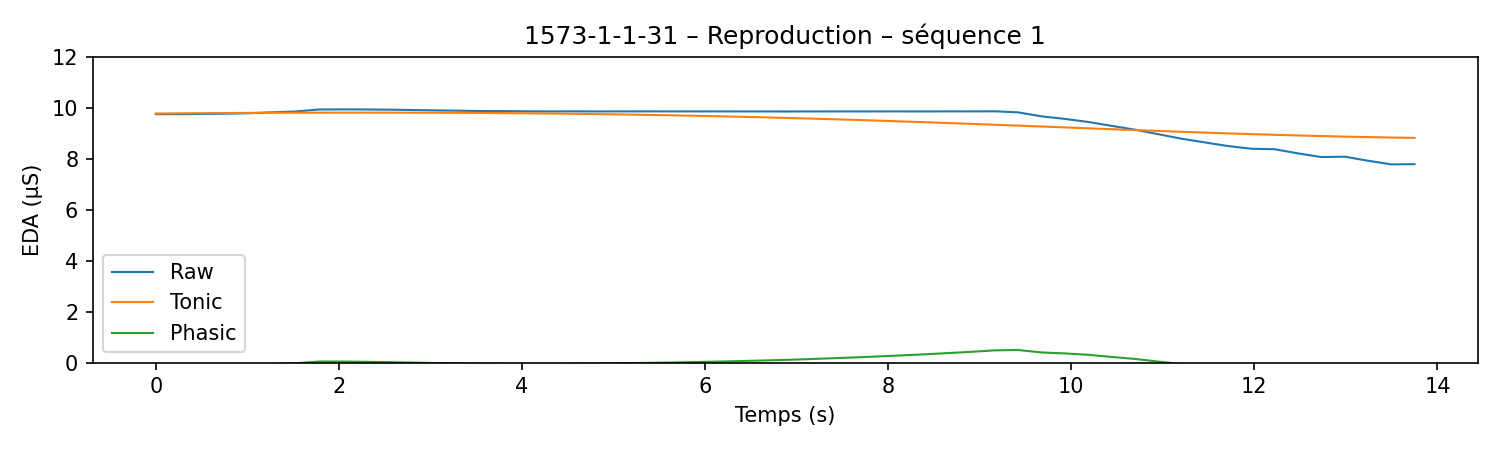 1573-1-1-31 – Reproduction – séquence 1
EDA (µS)
12
10
8
6
4
2
0
Raw
Tonic
Phasic
0 2 4 6 8 10 12 14
Temps (s)